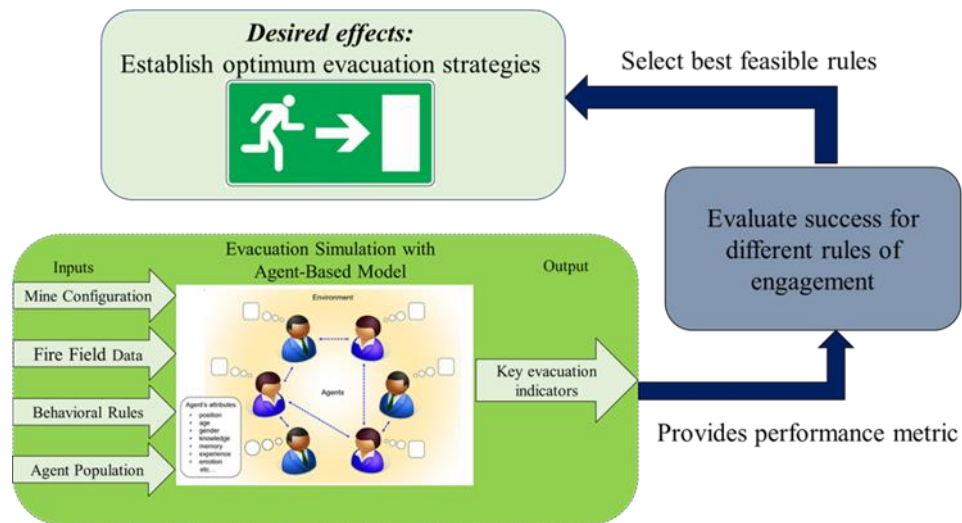 Desired effects:
Establish optimum evacuation strategies
Select best feasible rules
Evaluate success for
different rules of
engagement
Provides performance metric
Evacuation Simulation with
Agent-Based Model
Inputs
Output
Mine Configuration
Fire Field Data
Behavioral Rules
Agent Population
Environment
Agents
Agent's attributes
• position
• age
• gender
• knowledge
• memory
• experience
• emotion
etc...
Key evacuation
indicators